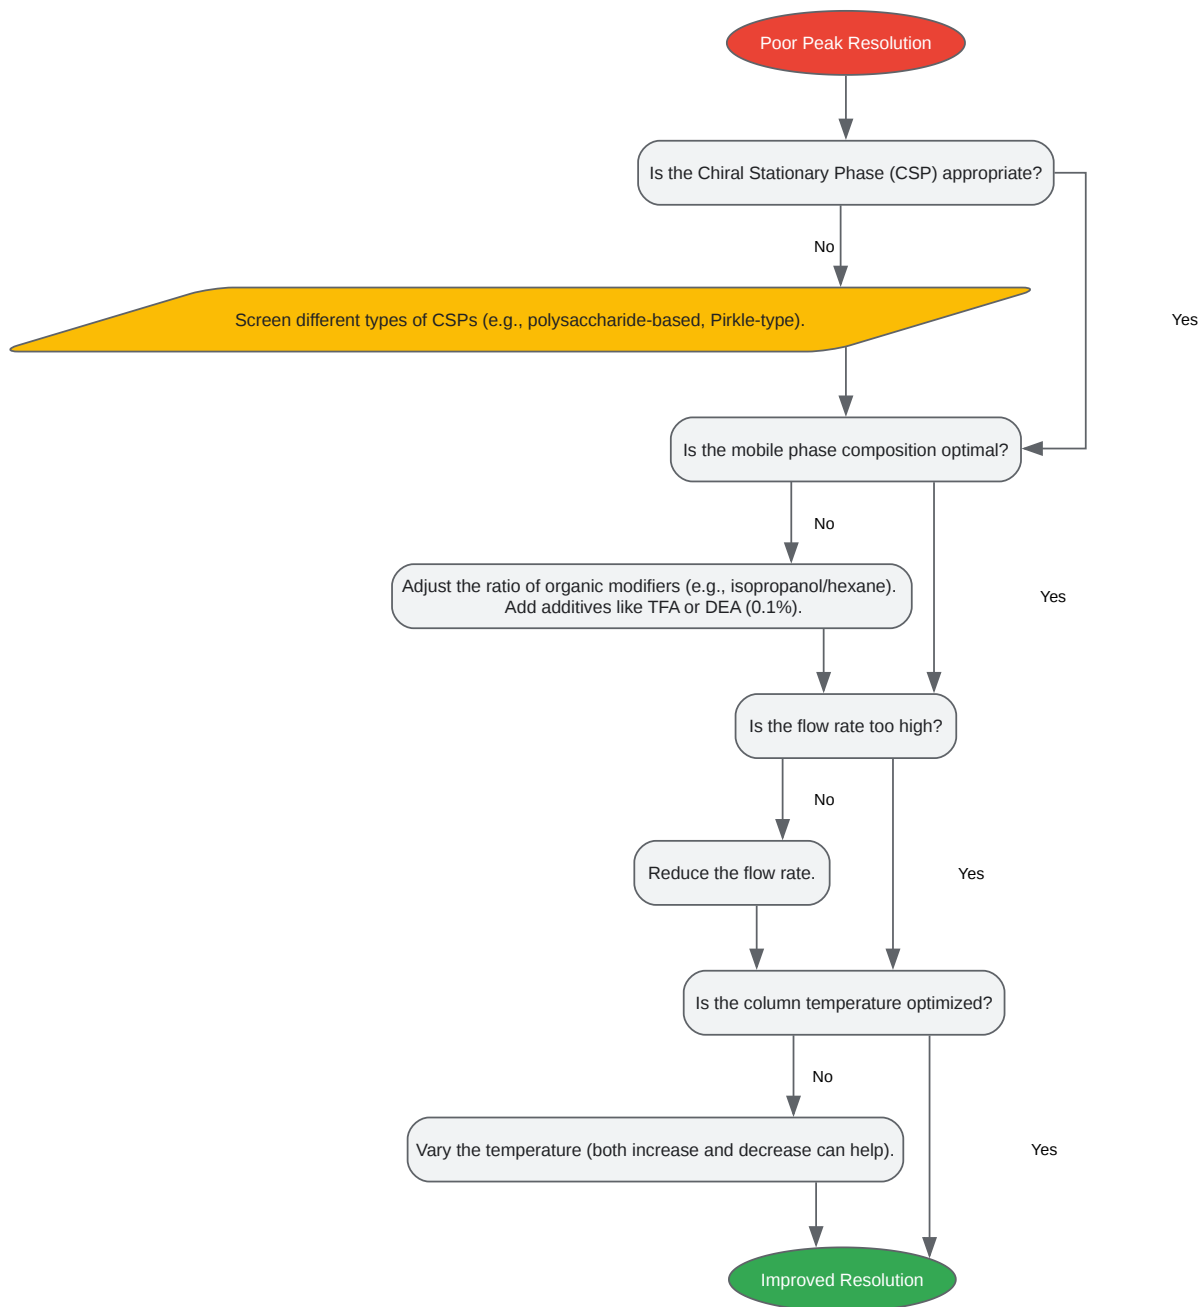 Poor Peak Resolution
Is the Chiral Stationary Phase (CSP) appropriate?
No
Screen different types of CSPs (e.g., polysaccharide-based, Pirkle-type).
Yes
Is the mobile phase composition optimal?
No
Adjust the ratio of organic modifiers (e.g., isopropanol/hexane).
Add additives like TFA or DEA (0.1%).
Yes
Is the flow rate too high?
No
Reduce the flow rate.
Yes
Is the column temperature optimized?
No
Vary the temperature (both increase and decrease can help).
Yes
Improved Resolution